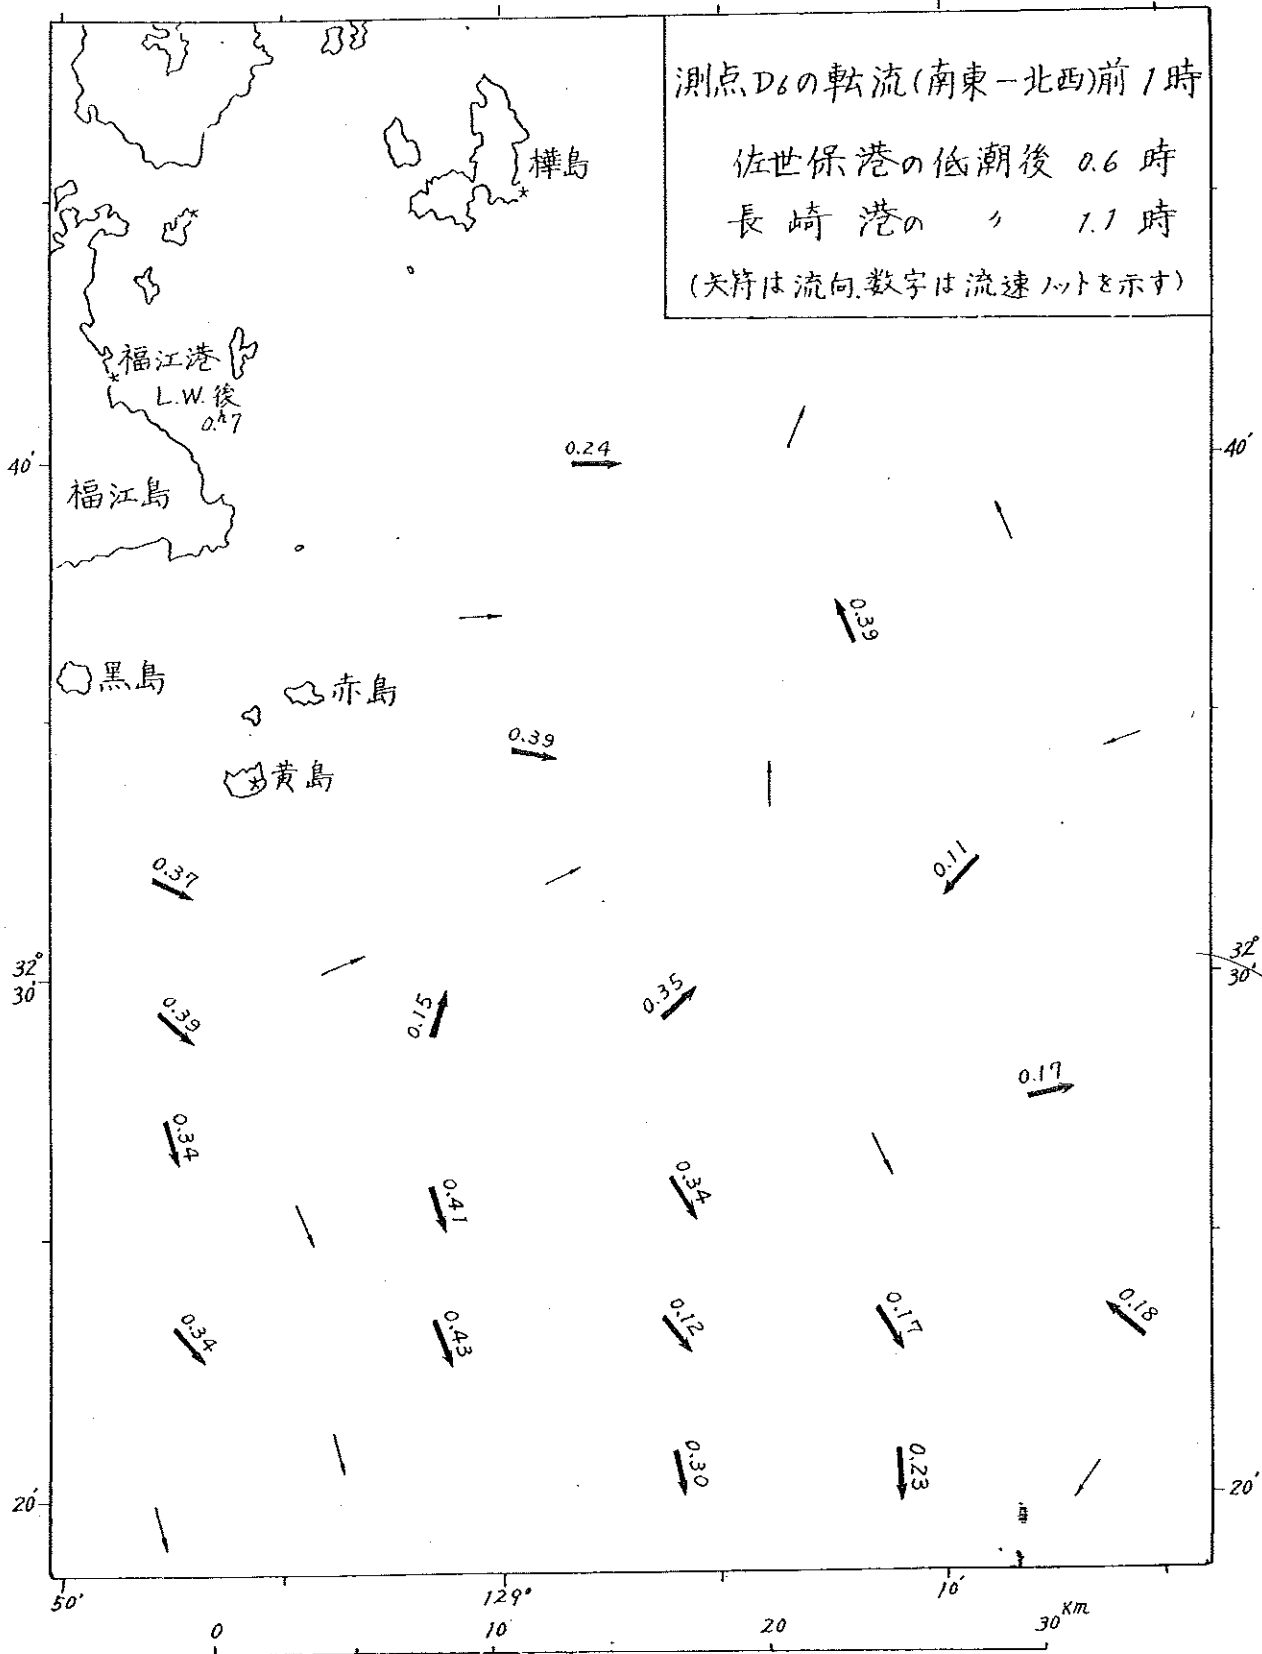 測点D6の転流(南東-北西)前1時
佐世保港の低潮後 0.6 時
長崎港の 〃 1.1 時
(矢符は流向.数字は流速ノットを示す)
樺島
福江港
L.W.後
0.ʰ7
0.24
40′
40′
福江島
0.39
黒島
赤島
0.39
黄島
0.37
0.11
32°
30′
32°
30′
0.39
0.15
0.35
0.17
0.34
0.41
0.34
0.34
0.43
0.12
0.17
0.18
0.30
0.23
20′
20′
50′
129°
10′
0
10
20
30 Km